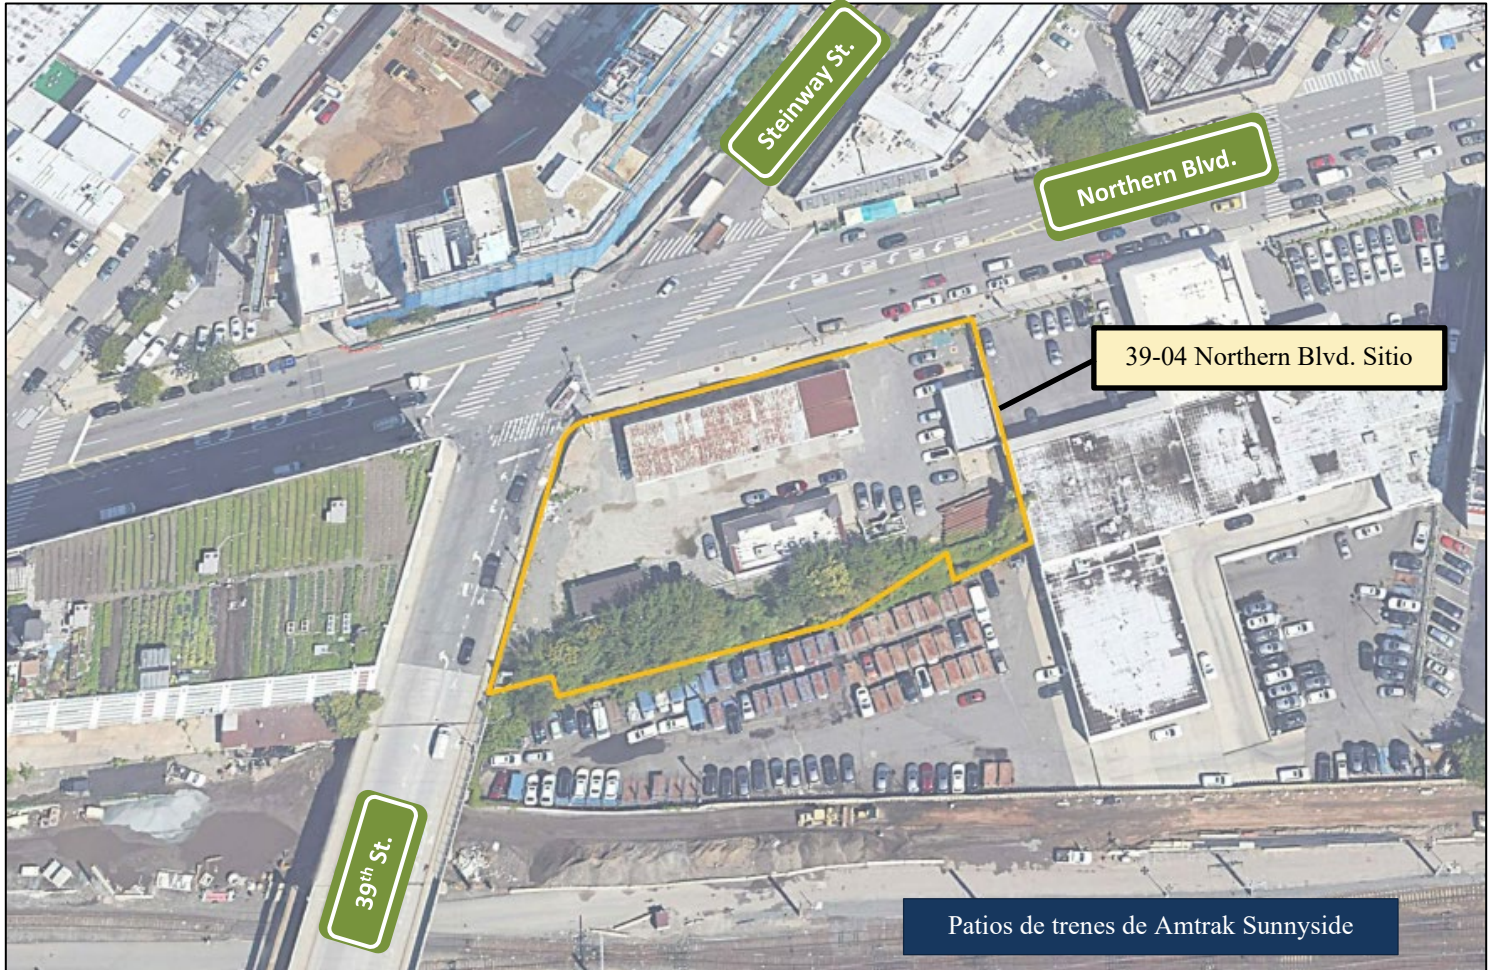 Steinway St.
Northern Blvd.
39-04 Northern Blvd. Sitio
39th St.
Patios de trenes de Amtrak Sunnyside